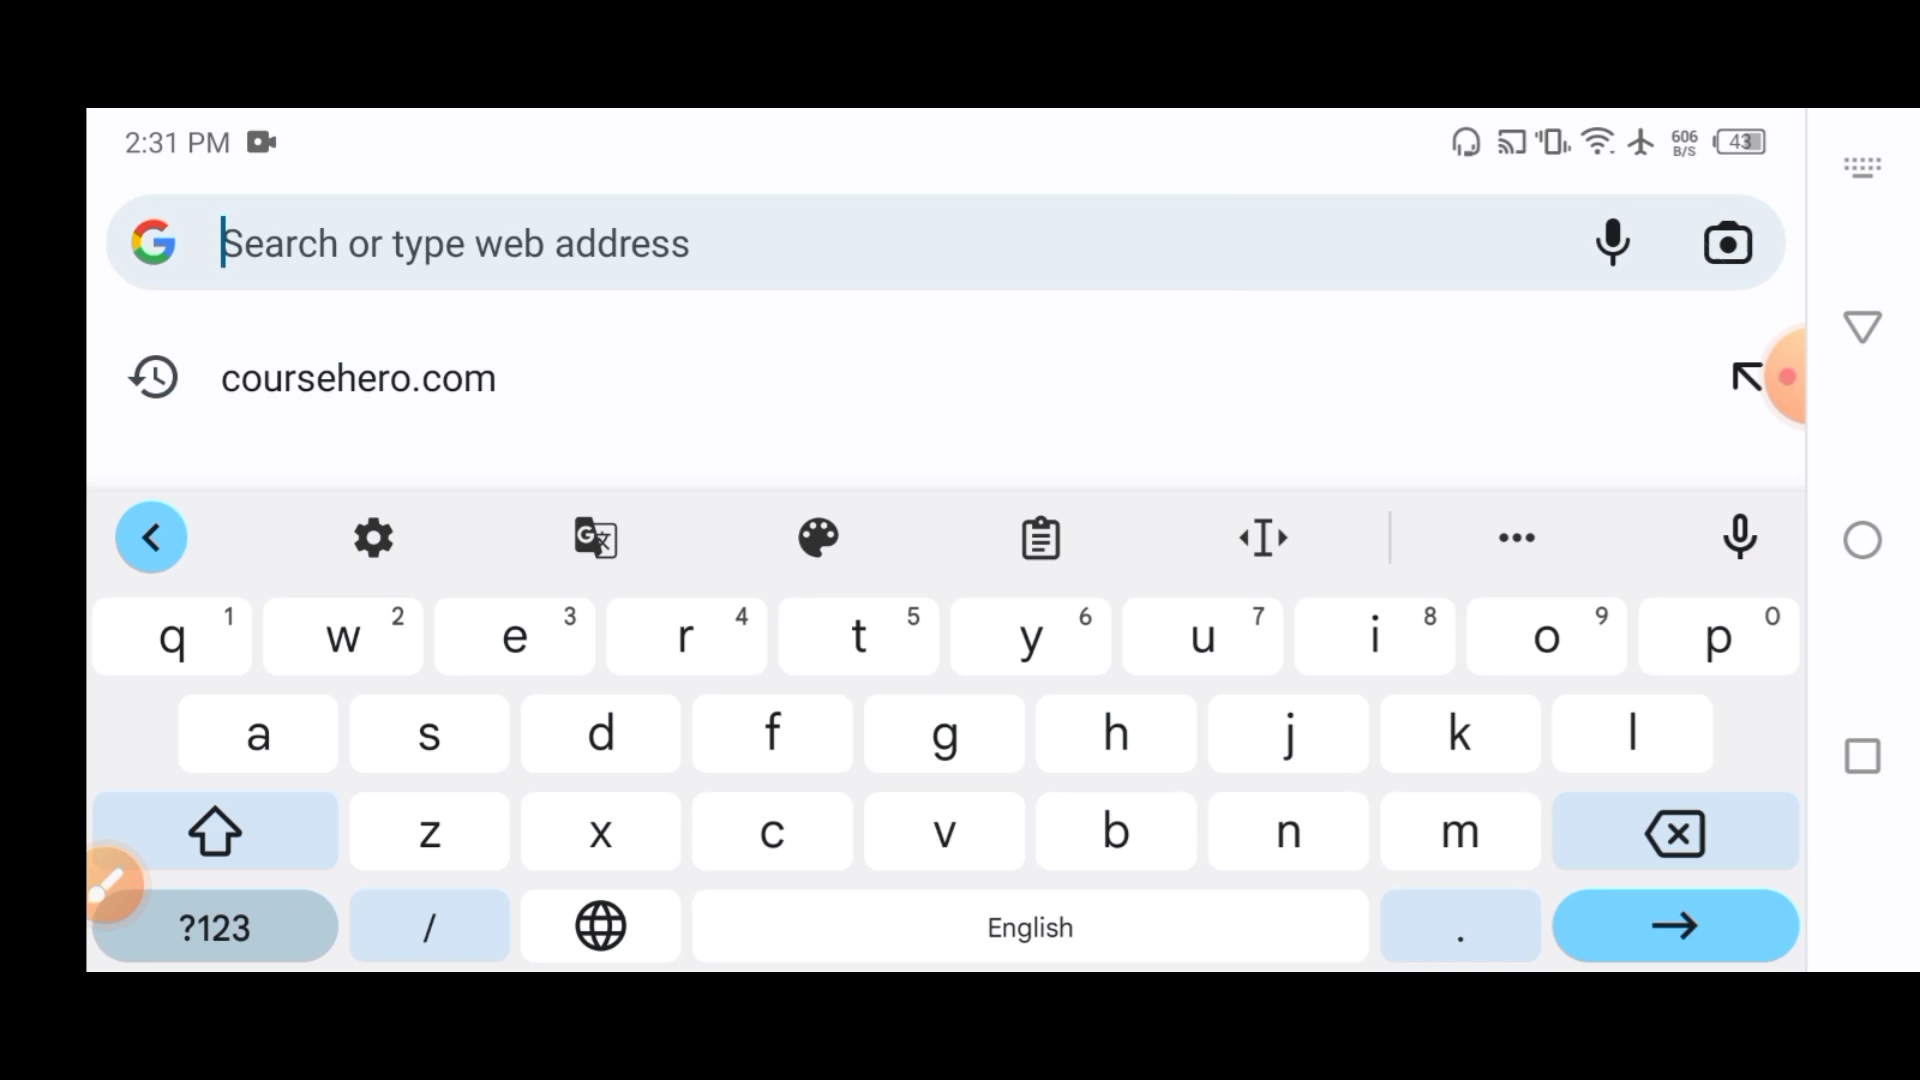 2:31 PM
606
B/S
43
Search or type web address
coursehero.com
q 1 w 2 e 3 r 4 t 5 y 6 u 7 i 8 o 9 p 0
a s d f g h j k l
z x c v b n m
?123 / English .